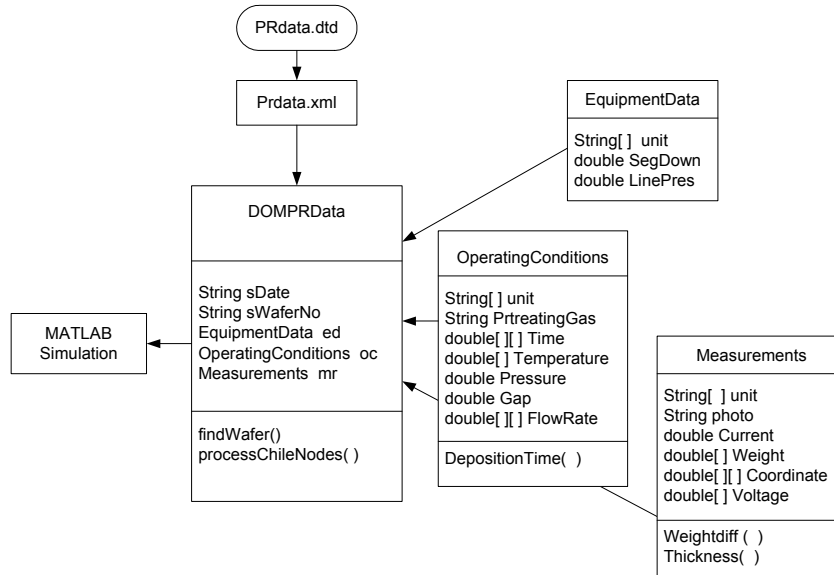 PRdata.dtd
Prdata.xml
EquipmentData
String[ ]  unit
double SegDown
double LinePres
DOMPRData
String sDate
String sWaferNo
EquipmentData  ed
OperatingConditions  oc
Measurements  mr
findWafer()
processChileNodes( )
MATLAB
Simulation
OperatingConditions
String[ ] unit
String PrtreatingGas
double[ ][ ] Time
double[ ] Temperature
double Pressure
double Gap
double[ ][ ] FlowRate
DepositionTime(  )
Measurements
String[  ] unit
String photo
double Current
double[ ] Weight
double[ ][ ] Coordinate
double[ ] Voltage
Weightdiff (  )
Thickness( )